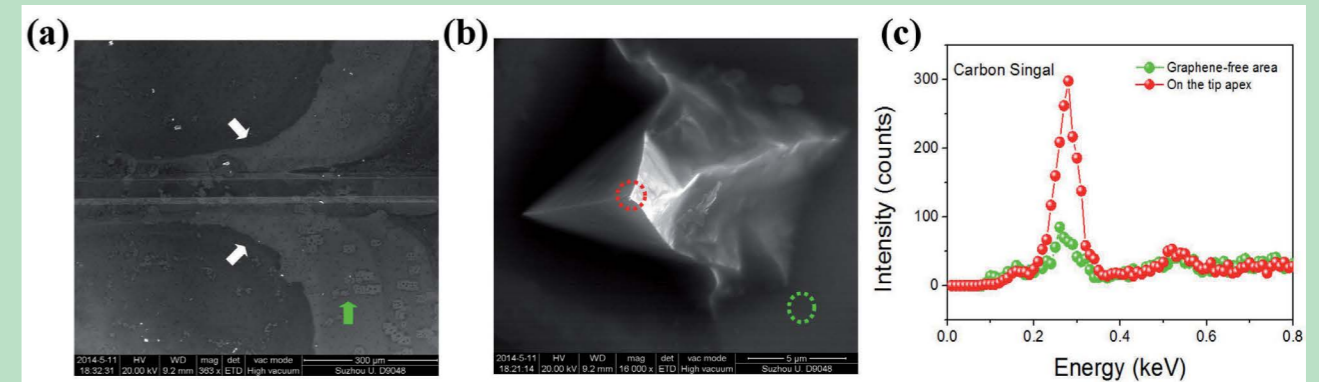 (a)
2014-5-11 HV WD mag det vac mode 300 µm
18:32:31 20.00 kV 9.2 mm 363 x ETD High vacuum Suzhou U. D9048
(b)
2014-5-11 HV WD mag det vac mode 5 µm
18:21:14 20.00 kV 9.2 mm 16 000 x ETD High vacuum Suzhou U. D9048
(c)
Carbon Singal
Graphene-free area
On the tip apex
Intensity (counts)
300
200
100
0
0.0 0.2 0.4 0.6 0.8
Energy (keV)